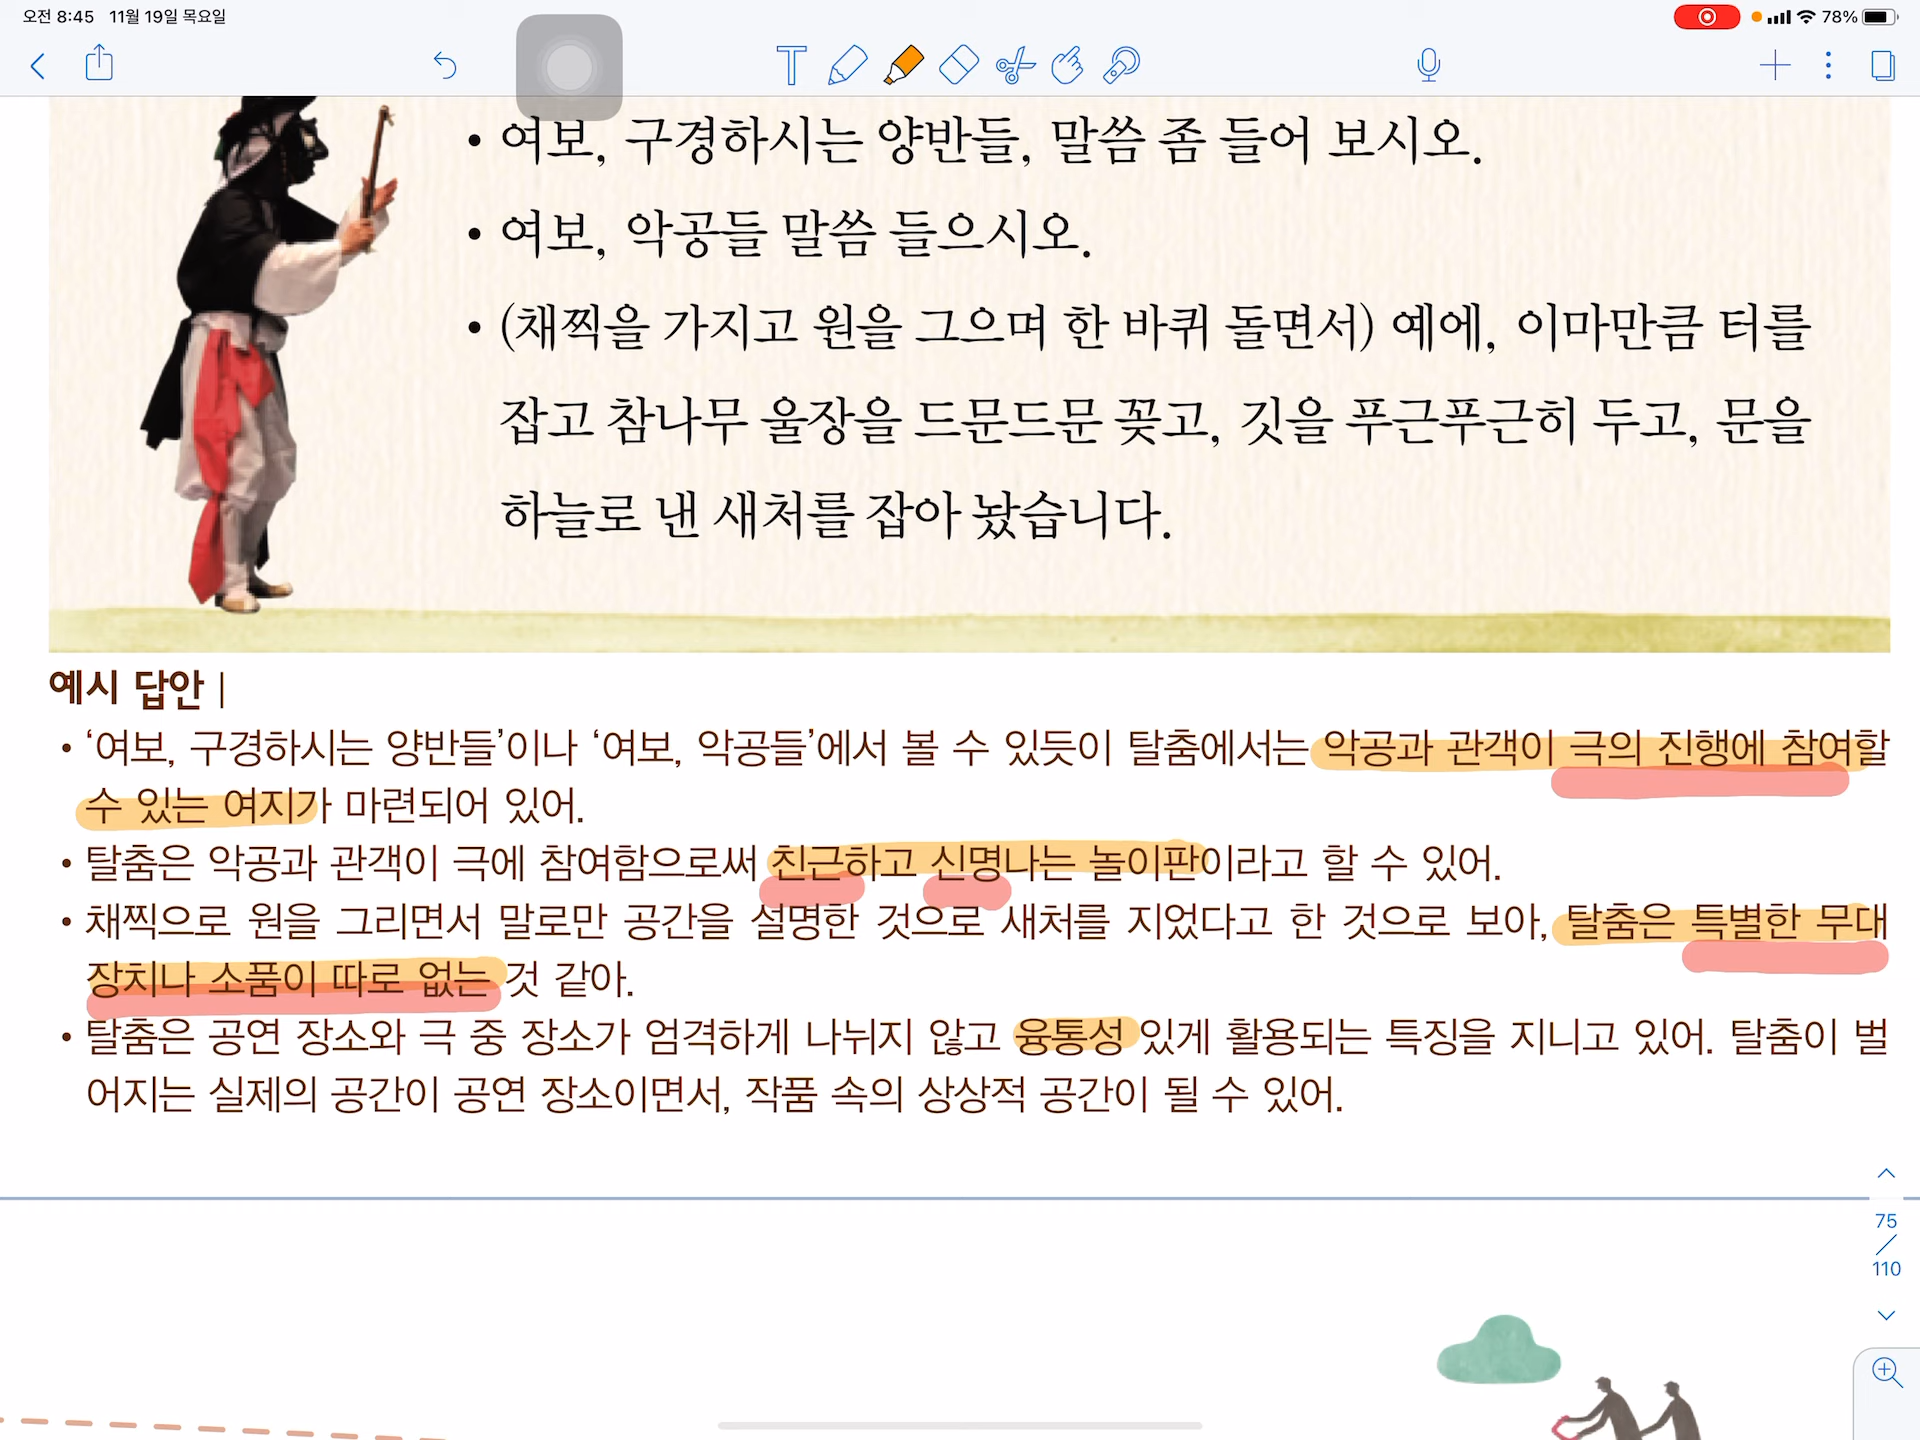 오전 8:45 11월 19일 목요일
78%
• 여보, 구경하시는 양반들, 말씀 좀 들어 보시오.
• 여보, 악공들 말씀 들으시오.
• (채찍을 가지고 원을 그으며 한 바퀴 돌면서) 예에, 이마만큼 터를
잡고 참나무 울장을 드문드문 꽂고, 깃을 푸근푸근히 두고, 문을
하늘로 낸 새처를 잡아 놨습니다.
예시 답안 |
• ‘여보, 구경하시는 양반들’이나 ‘여보, 악공들’에서 볼 수 있듯이 탈춤에서는 악공과 관객이 극의 진행에 참여할
수 있는 여지가 마련되어 있어.
• 탈춤은 악공과 관객이 극에 참여함으로써 친근하고 신명나는 놀이판이라고 할 수 있어.
• 채찍으로 원을 그리면서 말로만 공간을 설명한 것으로 새처를 지었다고 한 것으로 보아, 탈춤은 특별한 무대
장치나 소품이 따로 없는 것 같아.
• 탈춤은 공연 장소와 극 중 장소가 엄격하게 나뉘지 않고 융통성 있게 활용되는 특징을 지니고 있어. 탈춤이 벌
어지는 실제의 공간이 공연 장소이면서, 작품 속의 상상적 공간이 될 수 있어.
75
/
110